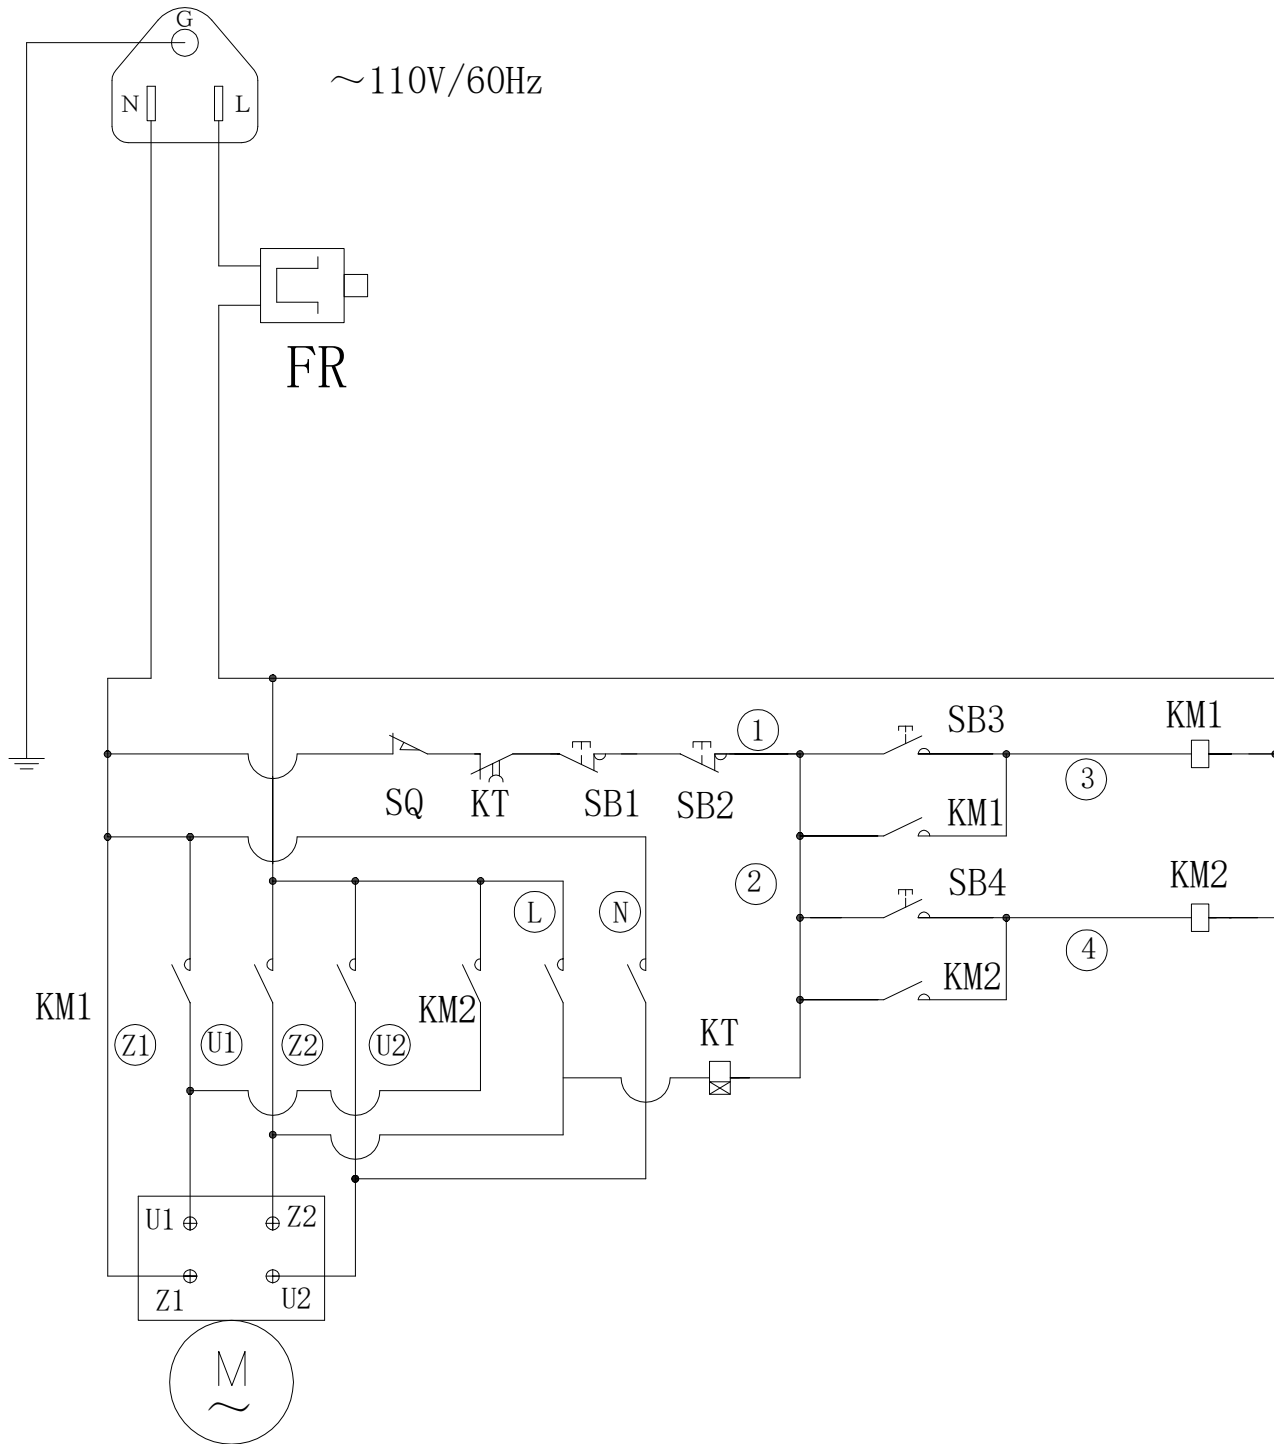 G
～110V/60Hz
N L
FR
① SB3 KM1
③
SQ KT SB1 SB2
KM1
② SB4 KM2
L N
④
KM2
KM1 KM2
Z1 U1 Z2 U2 KT
U1 Z2
Z1 U2
M
～